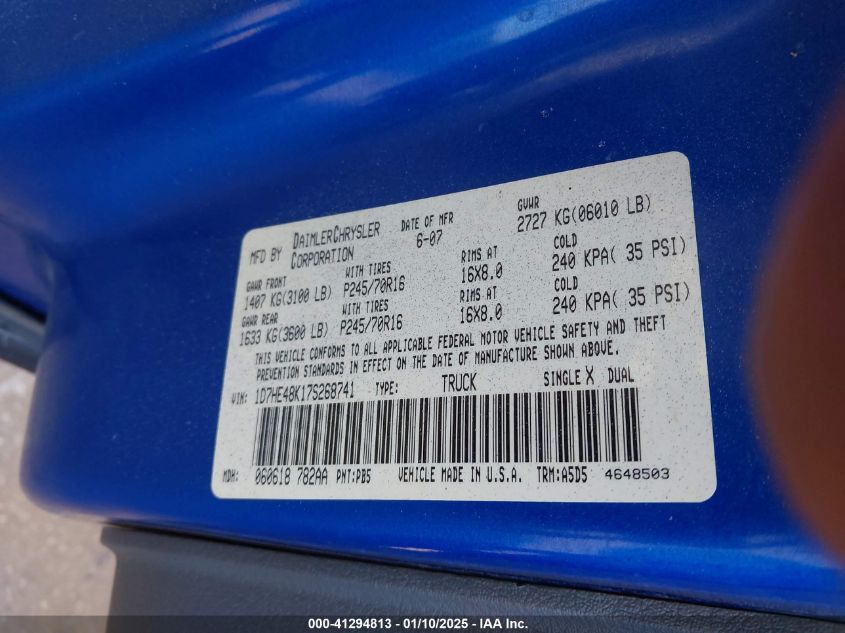 MFD BY DAIMLERCHRYSLER CORPORATION DATE OF MFR 6-07 GVWR 2727 KG(06010 LB)
GAWR FRONT WITH TIRES RIMS AT COLD
1407 KG(3100 LB) P245/70R16 16X8.0 240 KPA( 35 PSI)
GAWR REAR WITH TIRES RIMS AT COLD
1633 KG(3600 LB) P245/70R16 16X8.0 240 KPA( 35 PSI)
THIS VEHICLE CONFORMS TO ALL APPLICABLE FEDERAL MOTOR VEHICLE SAFETY AND THEFT
PREVENTION STANDARDS IN EFFECT ON THE DATE OF MANUFACTURE SHOWN ABOVE.
VIN: 1D7HE48K17S268741 TYPE: TRUCK SINGLE X DUAL
MDH: 060618 782AA PNT:PB5 VEHICLE MADE IN U.S.A. TRM:A5D5 4648503
000-41294813 - 01/10/2025 - IAA Inc.